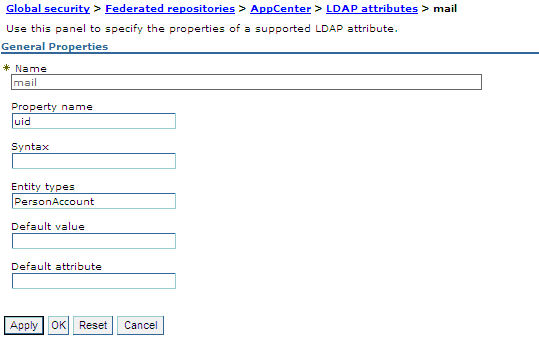 Global security > Federated repositories > AppCenter > LDAP attributes > mail
Use this panel to specify the properties of a supported LDAP attribute.
General Properties
* Name
mail
Property name
uid
Syntax
Entity types
PersonAccount
Default value
Default attribute
Apply OK Reset Cancel